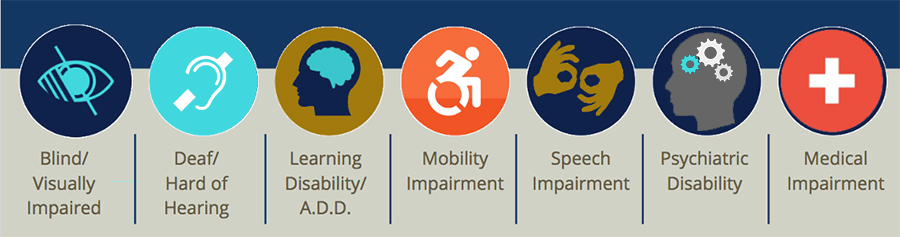 Blind/
Visually
Impaired
Deaf/
Hard of
Hearing
Learning
Disability/
A.D.D.
Mobility
Impairment
Speech
Impairment
Psychiatric
Disability
Medical
Impairment